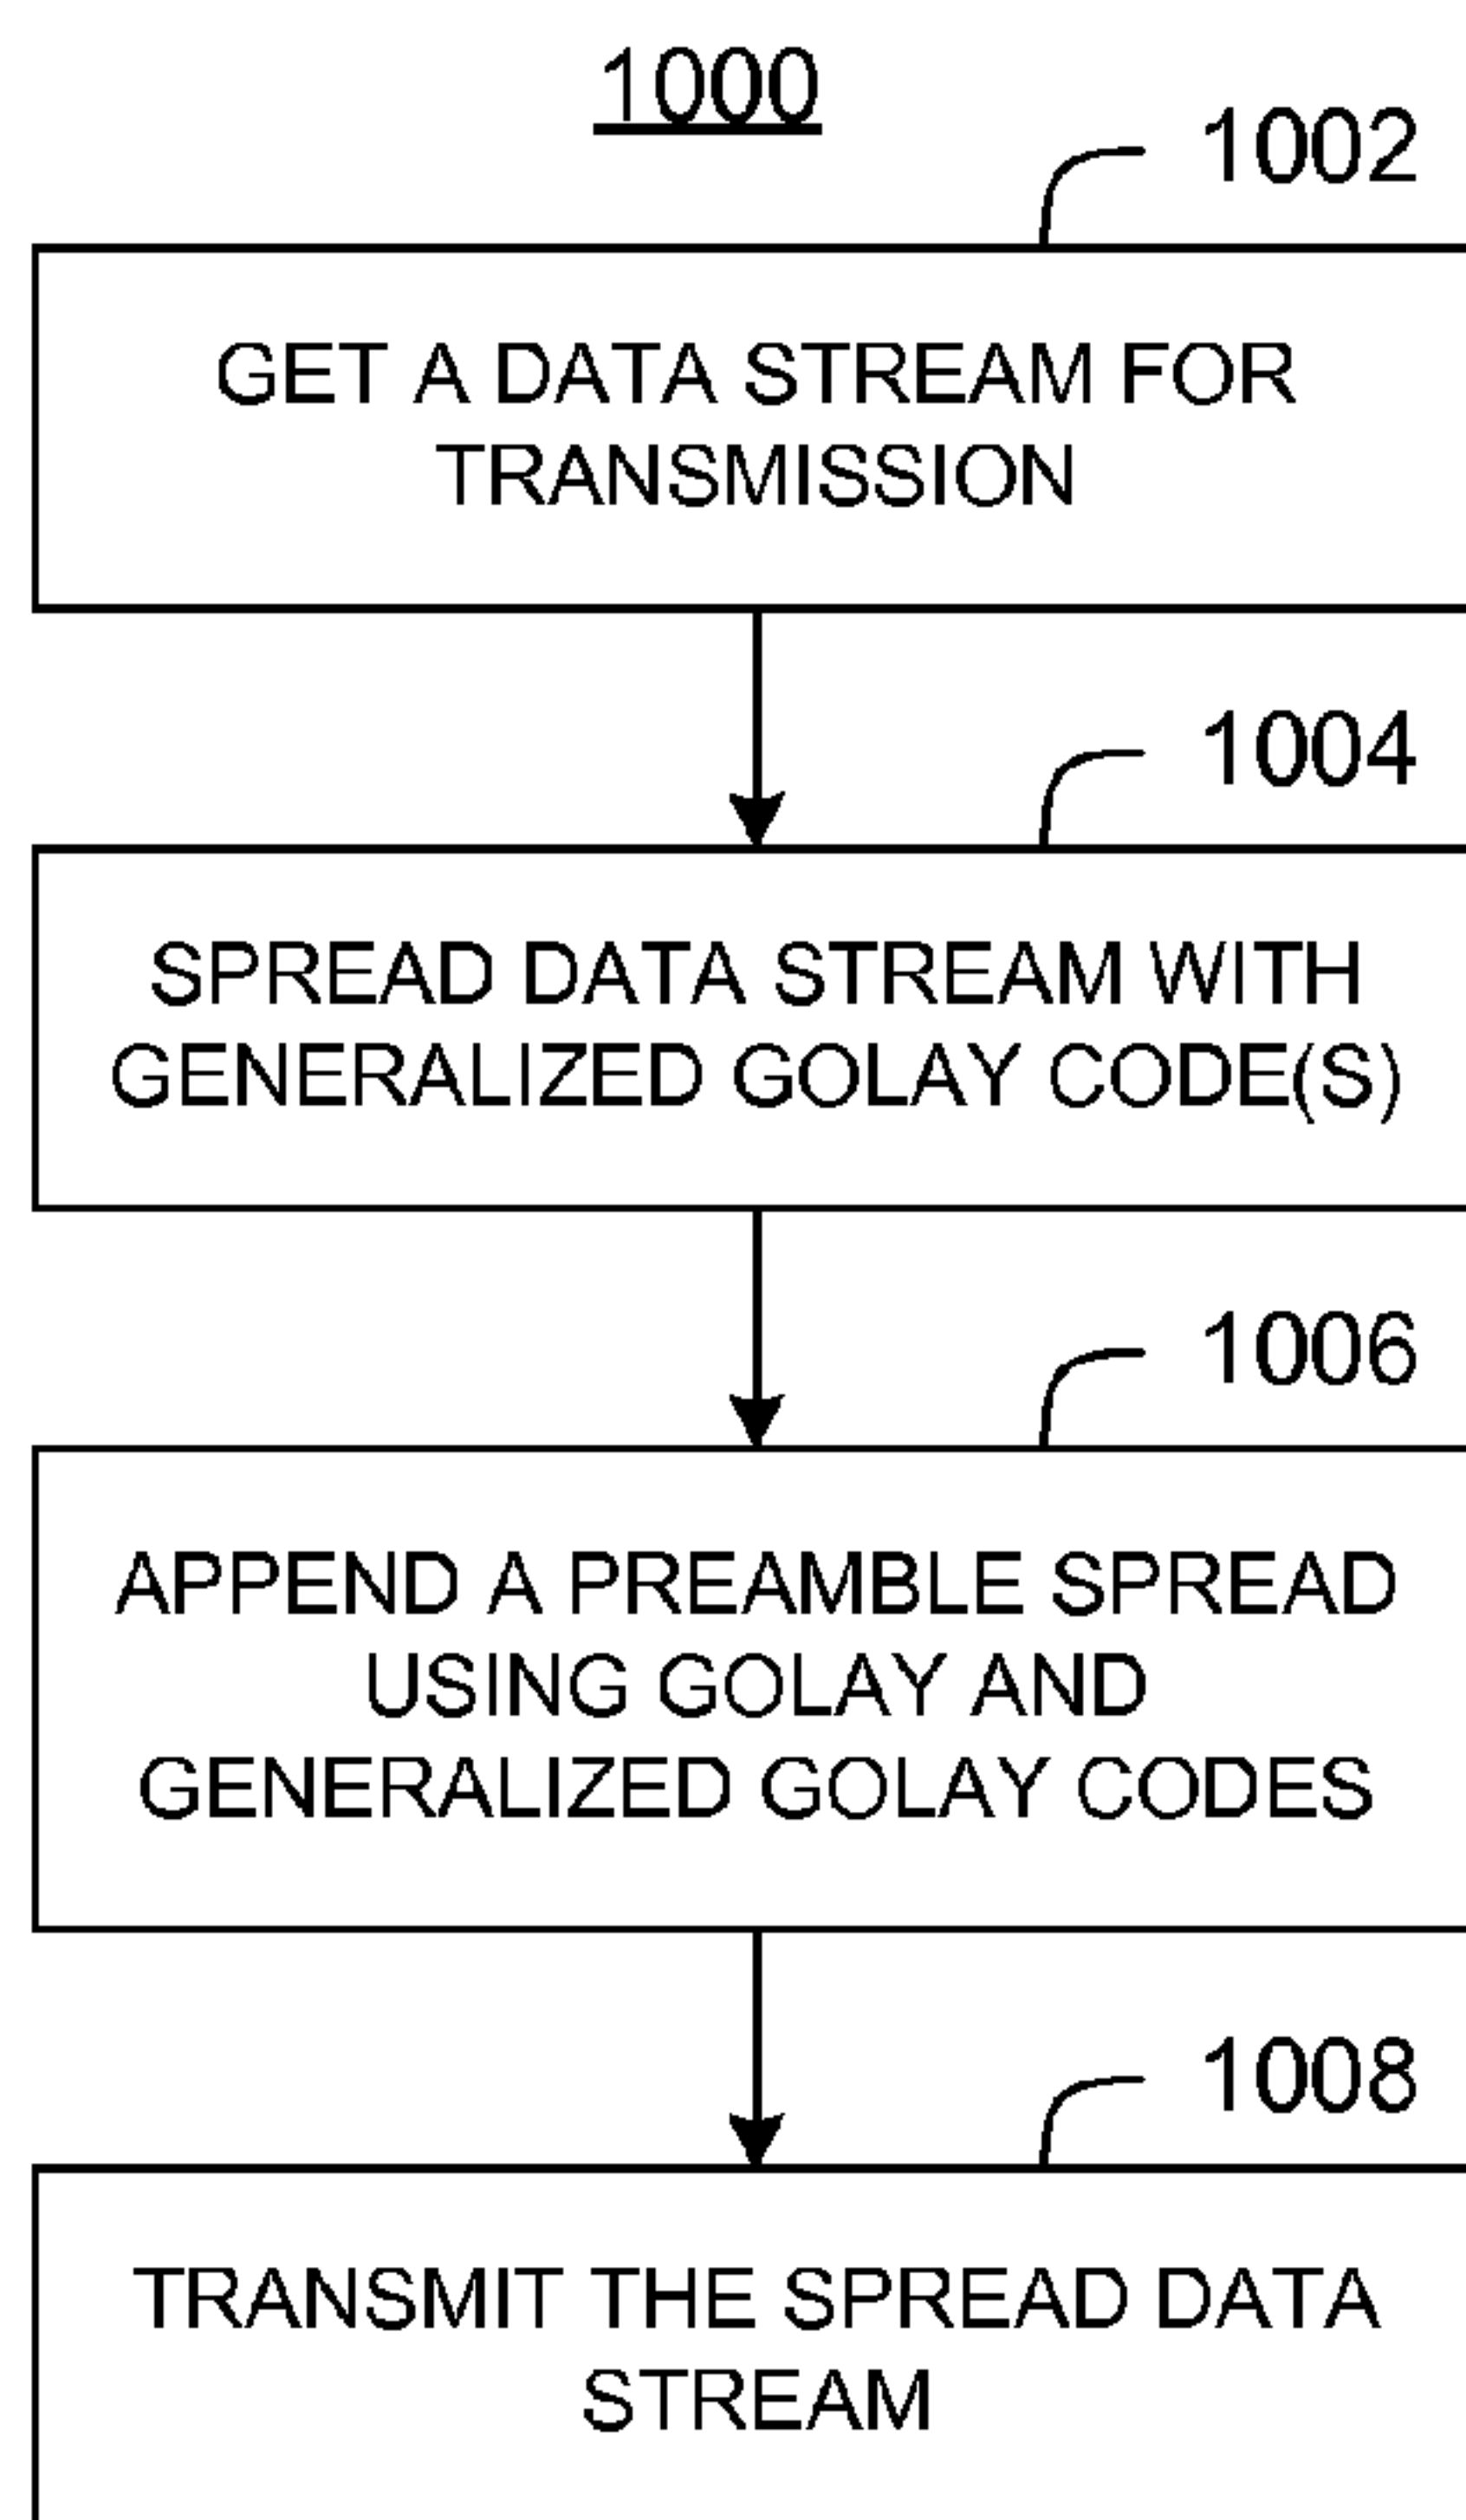 1000
1002
GET A DATA STREAM FOR
TRANSMISSION
1004
SPREAD DATA STREAM WITH
GENERALIZED GOLAY CODE(S)
1006
APPEND A PREAMBLE SPREAD
USING GOLAY AND
GENERALIZED GOLAY CODES
1008
TRANSMIT THE SPREAD DATA
STREAM